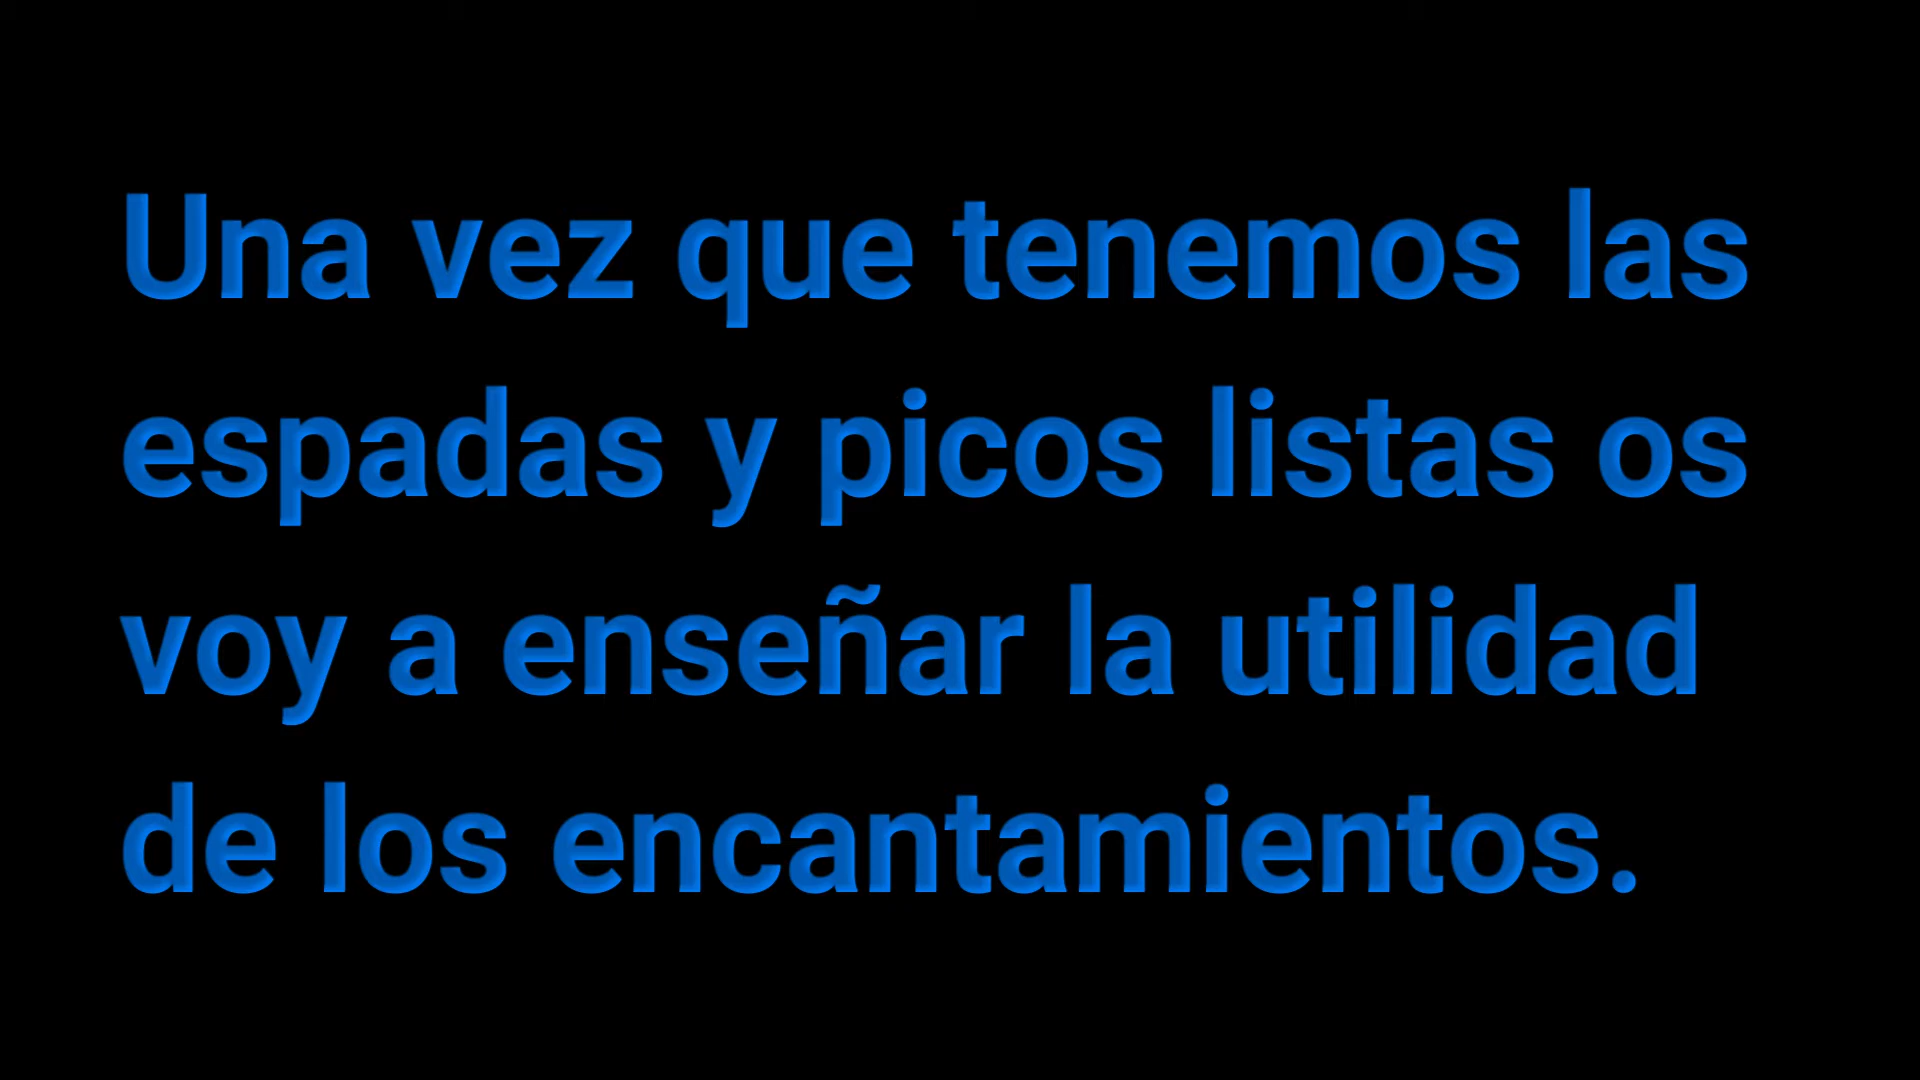 Una vez que tenemos las
espadas y picos listas os
voy a enseñar la utilidad
de los encantamientos.